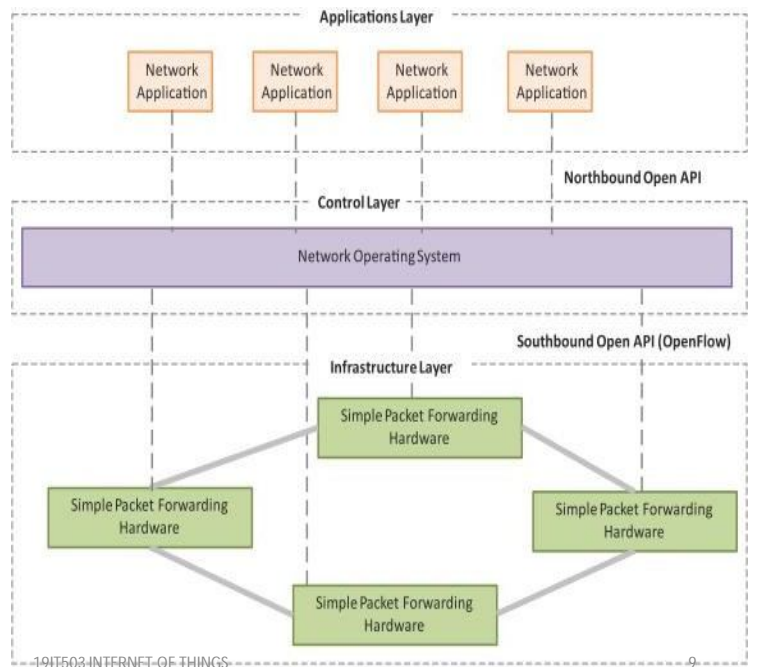 Applications Layer
Network
Application
Network
Application
Network
Application
Network
Application
Northbound Open API
Control Layer
Network Operating System
Southbound Open API (OpenFlow)
Infrastructure Layer
Simple Packet Forwarding
Hardware
Simple Packet Forwarding
Hardware
Simple Packet Forwarding
Hardware
Simple Packet Forwarding
Hardware
19IT503 INTERNET OF THINGS
9